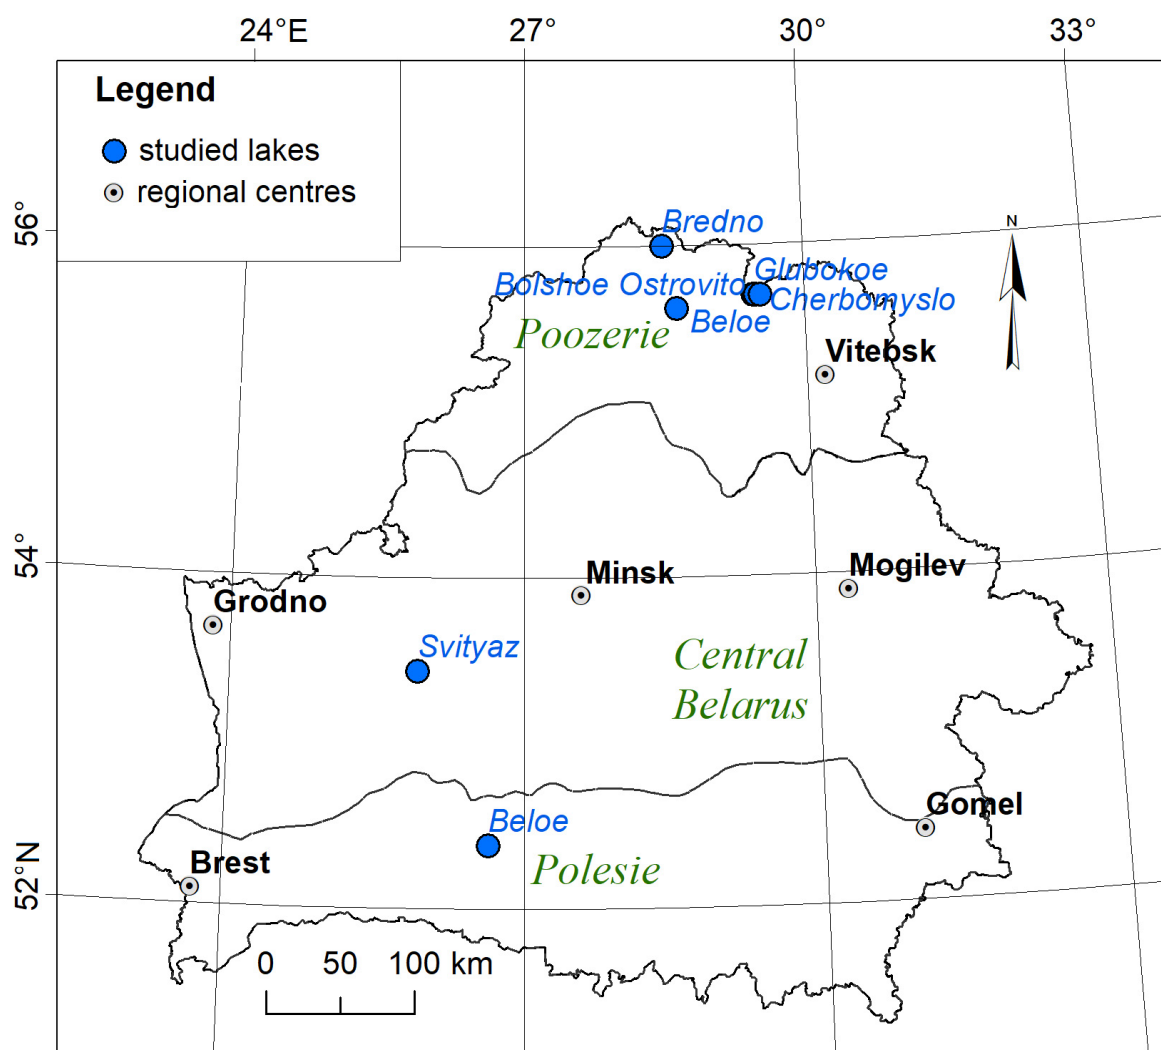 24°E
27°
30°
33°
Legend
studied lakes
regional centres
56°
N
Bredno
Glubokoe
Bolshoe Ostrovito
Cherbomyslo
Beloe
Poozerie
Vitebsk
54°
Minsk
Mogilev
Grodno
Svityaz
Central
Belarus
Gomel
Beloe
52°N
Brest
Polesie
0 50 100 km